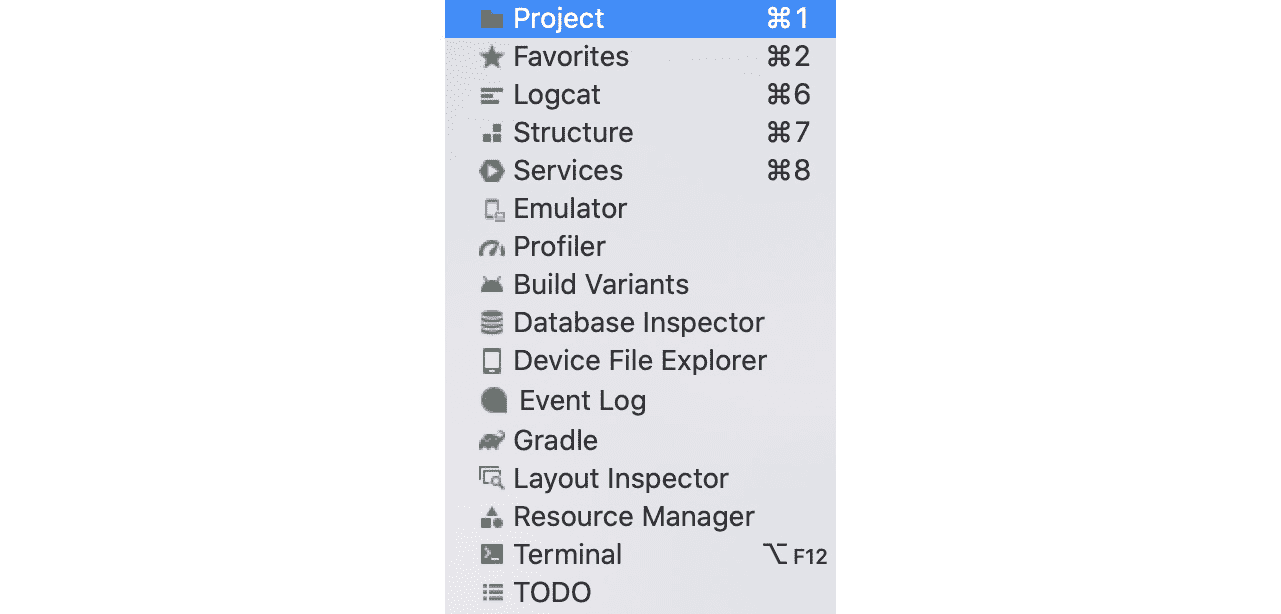 Project ⌘1
Favorites ⌘2
Logcat ⌘6
Structure ⌘7
Services ⌘8
Emulator
Profiler
Build Variants
Database Inspector
Device File Explorer
Event Log
Gradle
Layout Inspector
Resource Manager
Terminal ⌥F12
TODO